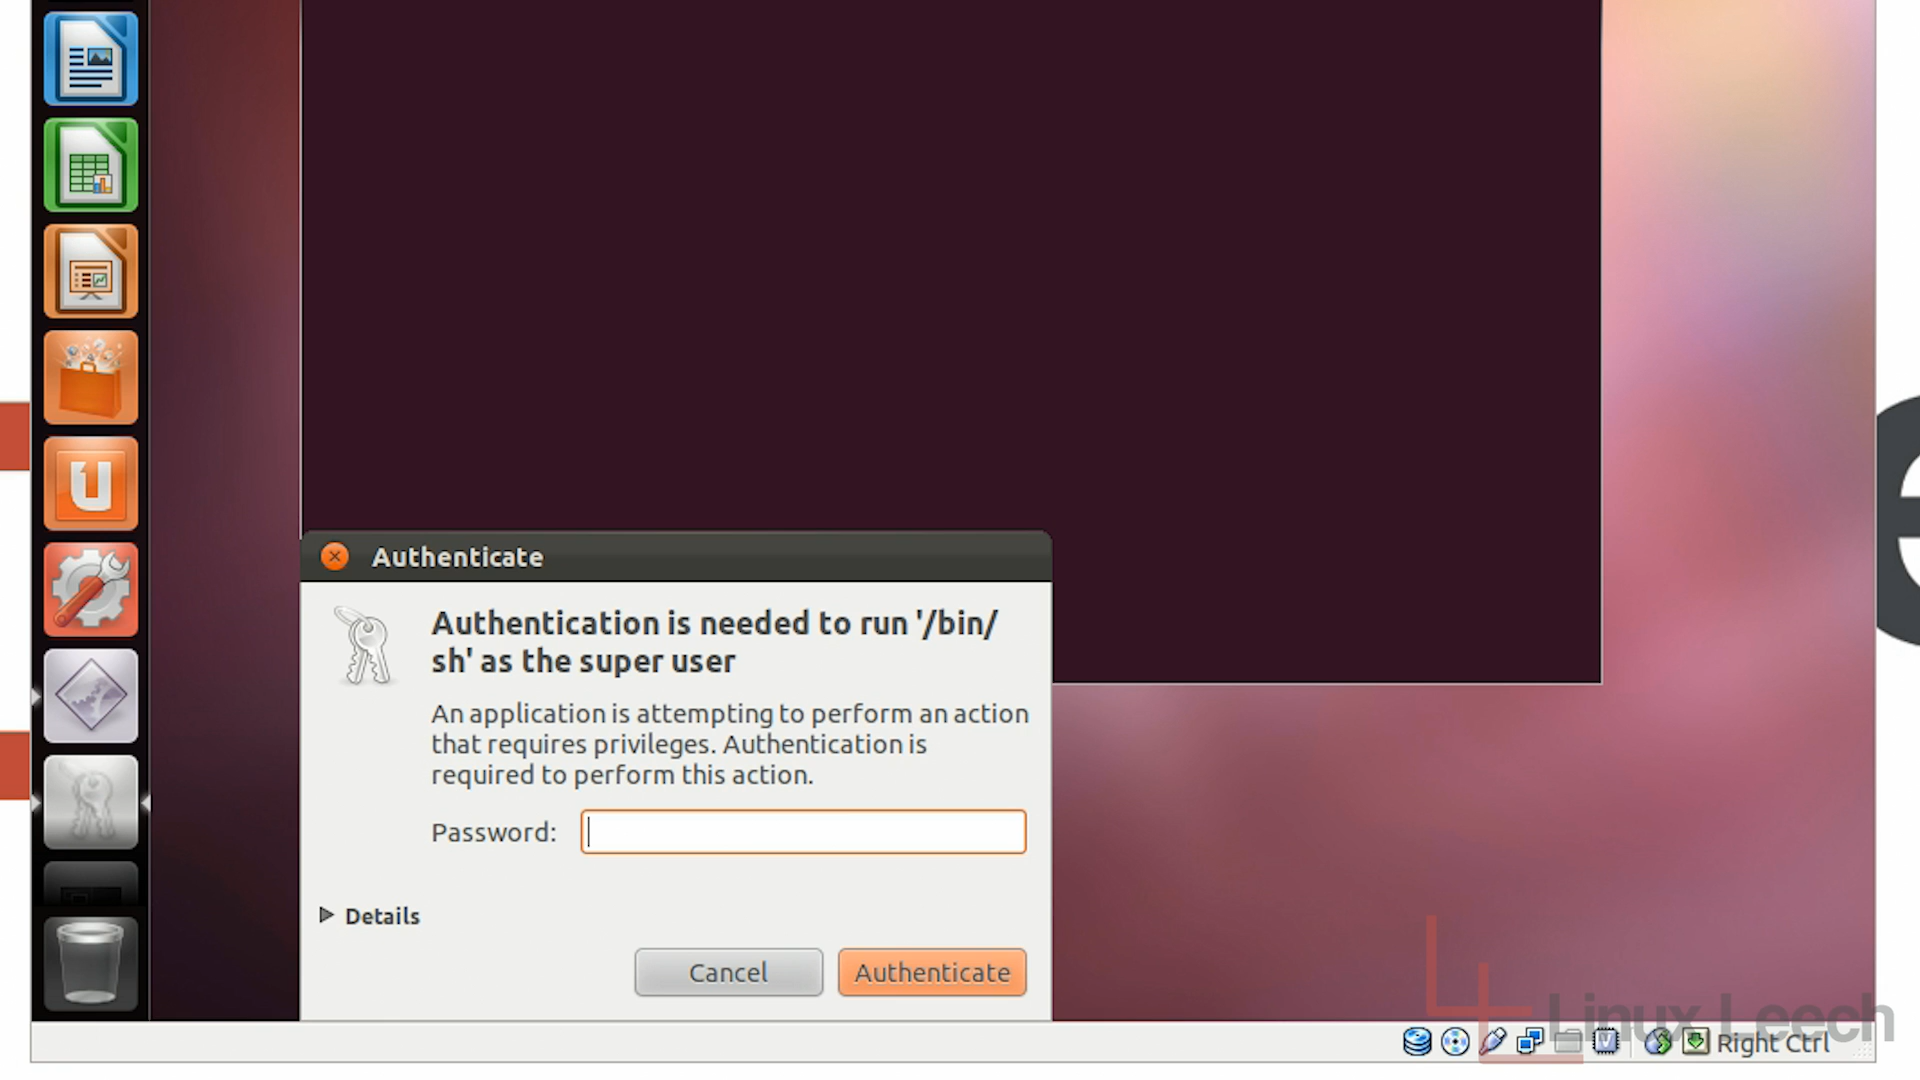 Authenticate
Authentication is needed to run '/bin/
sh' as the super user
An application is attempting to perform an action
that requires privileges. Authentication is
required to perform this action.
Password:
Details
Cancel
Authenticate
Linux Leech
Right Ctrl
e